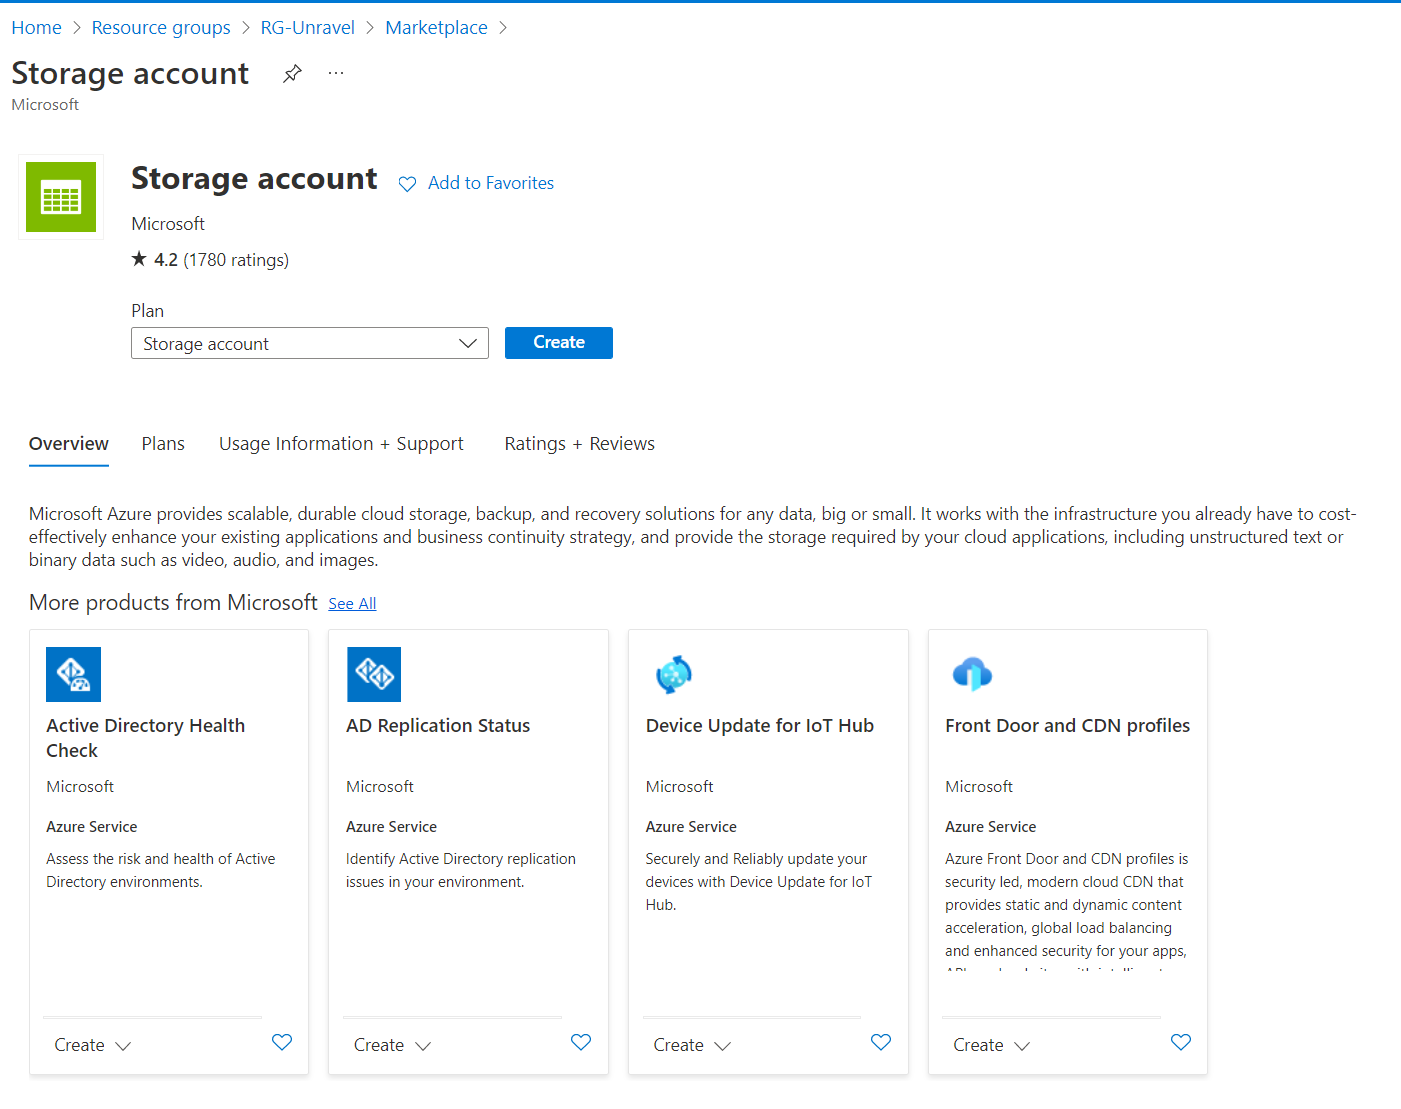 Home > Resource groups > RG-Unravel > Marketplace >
Storage account ...
Microsoft
Storage account Add to Favorites
Microsoft
★ 4.2 (1780 ratings)
Plan
Storage account Create
Overview Plans Usage Information + Support Ratings + Reviews
Microsoft Azure provides scalable, durable cloud storage, backup, and recovery solutions for any data, big or small. It works with the infrastructure you already have to cost-
effectively enhance your existing applications and business continuity strategy, and provide the storage required by your cloud applications, including unstructured text or
binary data such as video, audio, and images.
More products from Microsoft See All
Active Directory Health
Check
Microsoft
Azure Service
Assess the risk and health of Active
Directory environments.
Create
AD Replication Status
Microsoft
Azure Service
Identify Active Directory replication
issues in your environment.
Create
Device Update for IoT Hub
Microsoft
Azure Service
Securely and Reliably update your
devices with Device Update for IoT
Hub.
Create
Front Door and CDN profiles
Microsoft
Azure Service
Azure Front Door and CDN profiles is
security led, modern cloud CDN that
provides static and dynamic content
acceleration, global load balancing
and enhanced security for your apps,
Create